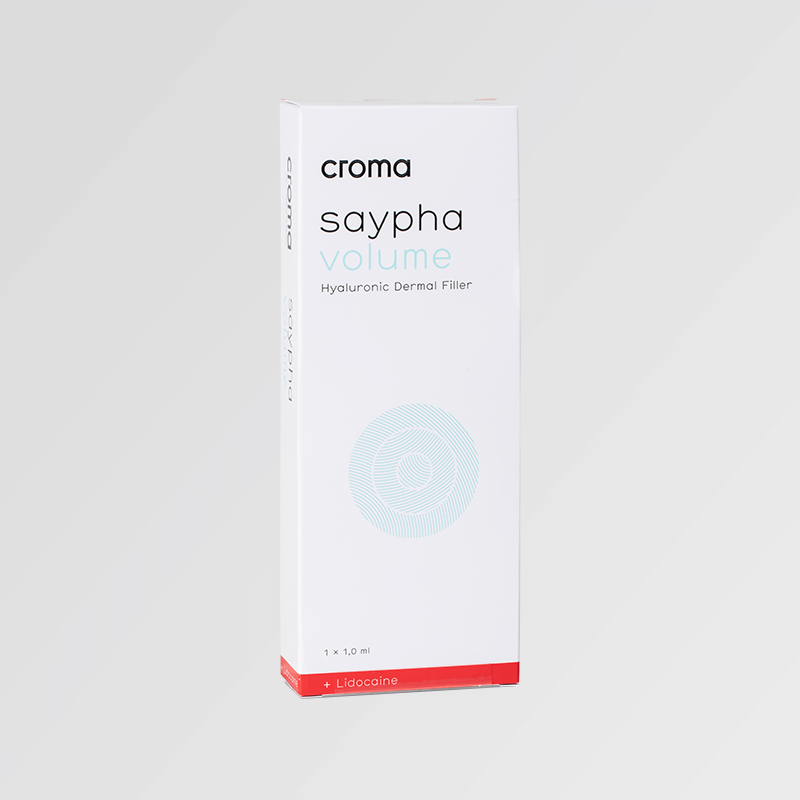 croma
saypha
volume
Hyaluronic Dermal Filler
1 x 1,0 ml
+ Lidocaine
croma
saypha